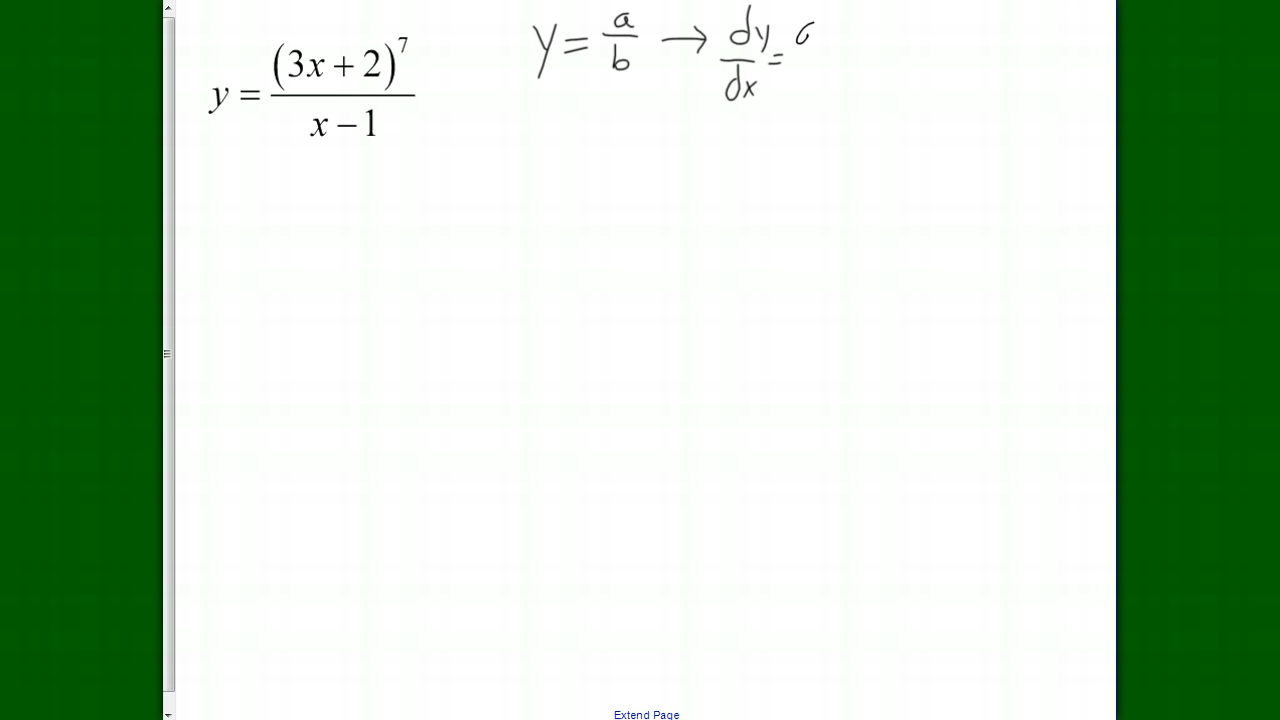 y = (3x + 2)^7 / (x − 1)
y = a/b → dy/dx =
Extend Page